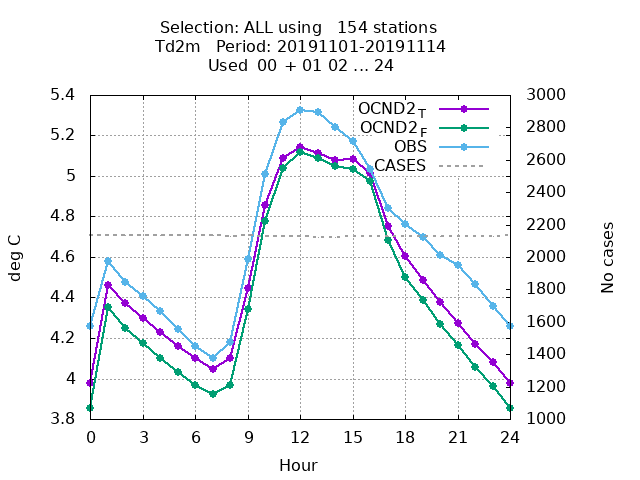 Selection: ALL using   154 stations
Td2m   Period: 20191101-20191114
Used  00 + 01 02 ... 24
5.4
5.2
5
4.8
4.6
4.4
4.2
4
3.8
deg C
3000
2800
2600
2400
2200
2000
1800
1600
1400
1200
1000
No cases
OCND2T
OCND2F
OBS
CASES
0 3 6 9 12 15 18 21 24
Hour